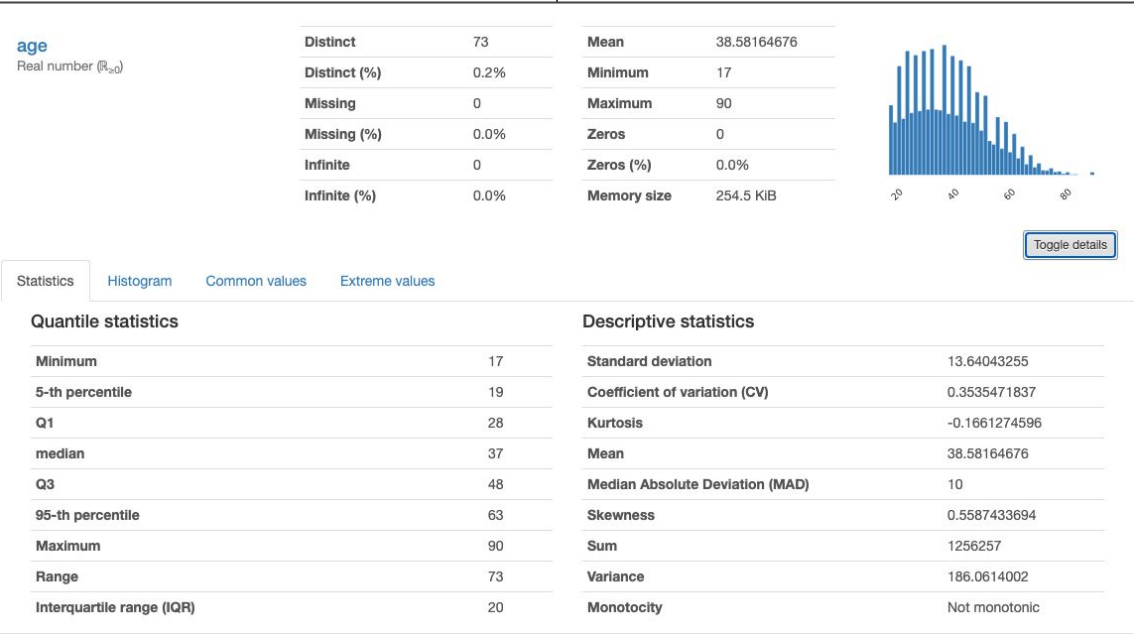 age
Real number (ℝ≥0)
Distinct 73
Distinct (%) 0.2%
Missing 0
Missing (%) 0.0%
Infinite 0
Infinite (%) 0.0%
Mean 38.58164676
Minimum 17
Maximum 90
Zeros 0
Zeros (%) 0.0%
Memory size 254.5 KiB
20 40 60 80
Toggle details
Statistics Histogram Common values Extreme values
Quantile statistics
Minimum 17
5-th percentile 19
Q1 28
median 37
Q3 48
95-th percentile 63
Maximum 90
Range 73
Interquartile range (IQR) 20
Descriptive statistics
Standard deviation 13.64043255
Coefficient of variation (CV) 0.3535471837
Kurtosis -0.1661274596
Mean 38.58164676
Median Absolute Deviation (MAD) 10
Skewness 0.5587433694
Sum 1256257
Variance 186.0614002
Monotocity Not monotonic